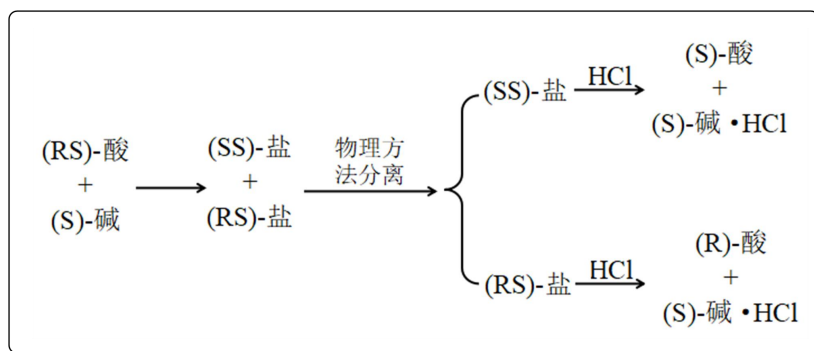 (RS)-酸
+
(S)-碱
(SS)-盐
+
(RS)-盐
物理方
法分离
(SS)-盐
HCl
(S)-酸
+
(S)-碱•HCl
(RS)-盐
HCl
(R)-酸
+
(S)-碱•HCl